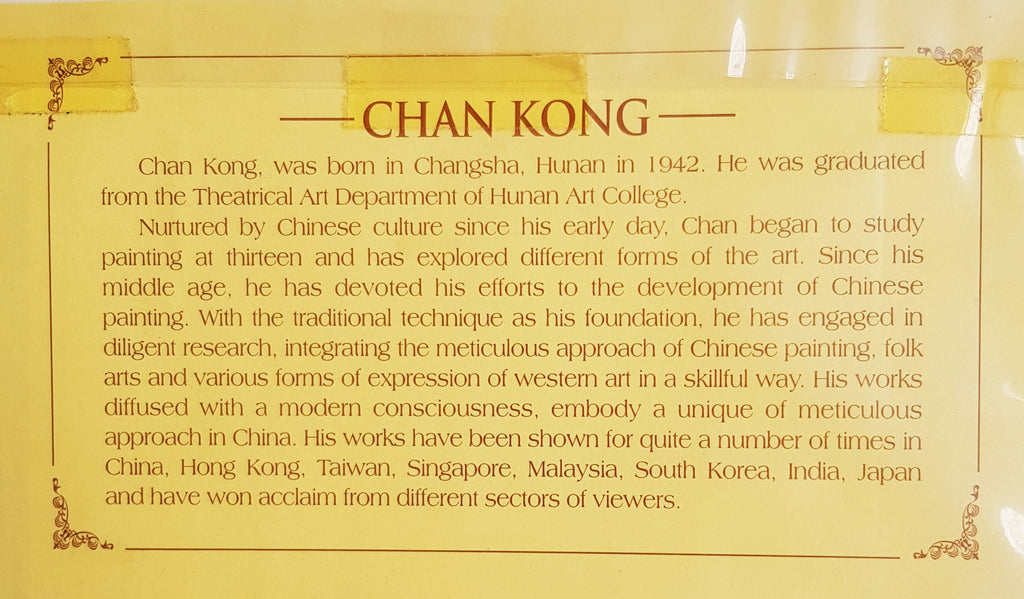 CHAN KONG
Chan Kong, was born in Changsha, Hunan in 1942. He was graduated
from the Theatrical Art Department of Hunan Art College.
Nurtured by Chinese culture since his early day, Chan began to study
painting at thirteen and has explored different forms of the art. Since his
middle age, he has devoted his efforts to the development of Chinese
painting. With the traditional technique as his foundation, he has engaged in
diligent research, integrating the meticulous approach of Chinese painting, folk
arts and various forms of expression of western art in a skillful way. His works
diffused with a modern consciousness, embody a unique of meticulous
approach in China. His works have been shown for quite a number of times in
China, Hong Kong, Taiwan, Singapore, Malaysia, South Korea, India, Japan
and have won acclaim from different sectors of viewers.